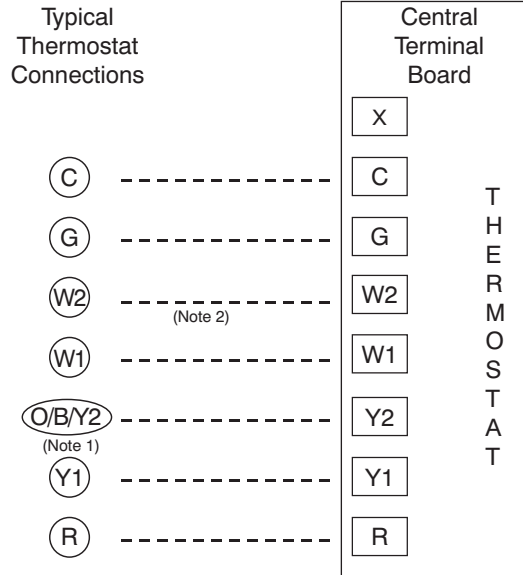 Typical
Thermostat
Connections
Central
Terminal
Board
X
C
C
G
G
W2
W2
(Note 2)
W1
W1
O/B/Y2
Y2
(Note 1)
Y1
Y1
R
R
THERMOSTAT